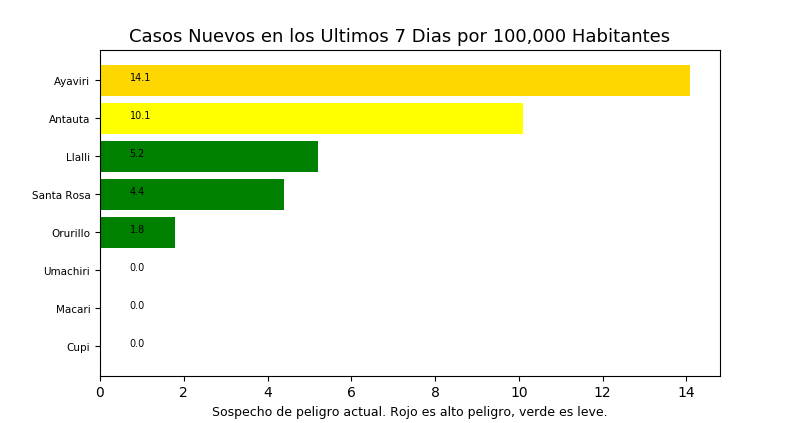 Casos Nuevos en los Ultimos 7 Dias por 100,000 Habitantes
Ayaviri 14.1
Antauta 10.1
Llalli 5.2
Santa Rosa 4.4
Orurillo 1.8
Umachiri 0.0
Macari 0.0
Cupi 0.0
0 2 4 6 8 10 12 14
Sospecho de peligro actual. Rojo es alto peligro, verde es leve.